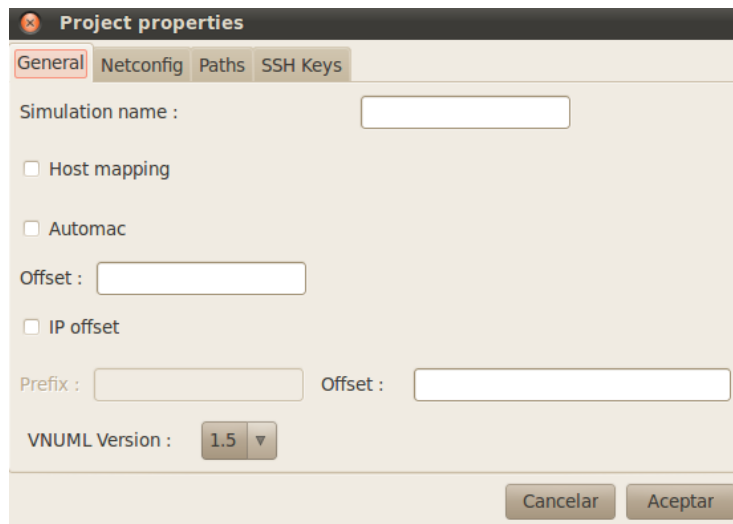 Project properties
General Netconfig Paths SSH Keys
Simulation name :
Host mapping
Automac
Offset :
IP offset
Prefix : Offset :
VNUML Version : 1.5
Cancelar Aceptar